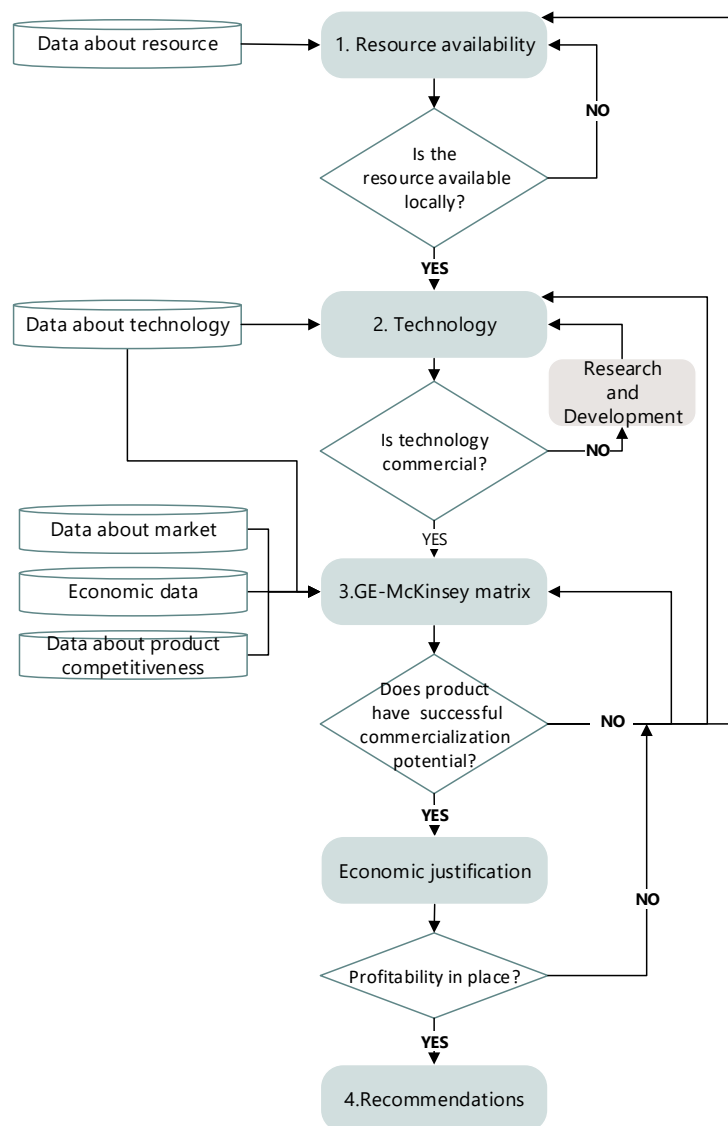 Data about resource
1. Resource availability
NO
Is the
resource available
locally?
YES
Data about technology
2. Technology
Research
and
Development
Is technology
commercial?
NO
YES
Data about market
Economic data
Data about product
competitiveness
3.GE-McKinsey matrix
Does product
have successful
commercialization
potential?
NO
YES
Economic justification
NO
Profitability in place?
YES
4.Recommendations